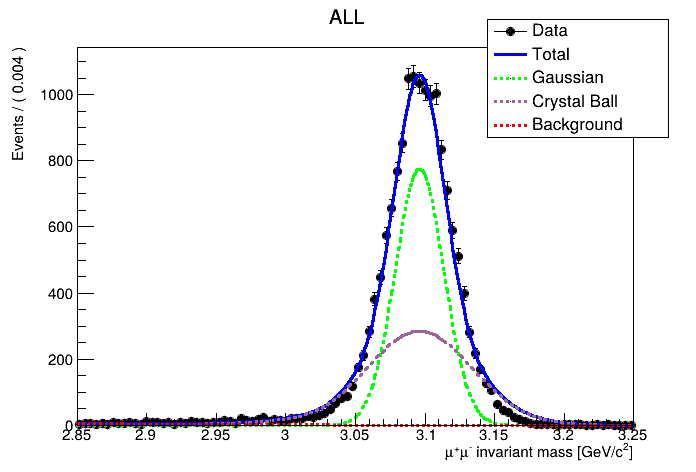 ALL
Data
Total
Gaussian
Crystal Ball
Background
Events / ( 0.004 )
1000
800
600
400
200
0
2.85 2.9 2.95 3 3.05 3.1 3.15 3.2 3.25
μ⁺μ⁻ invariant mass [GeV/c²]